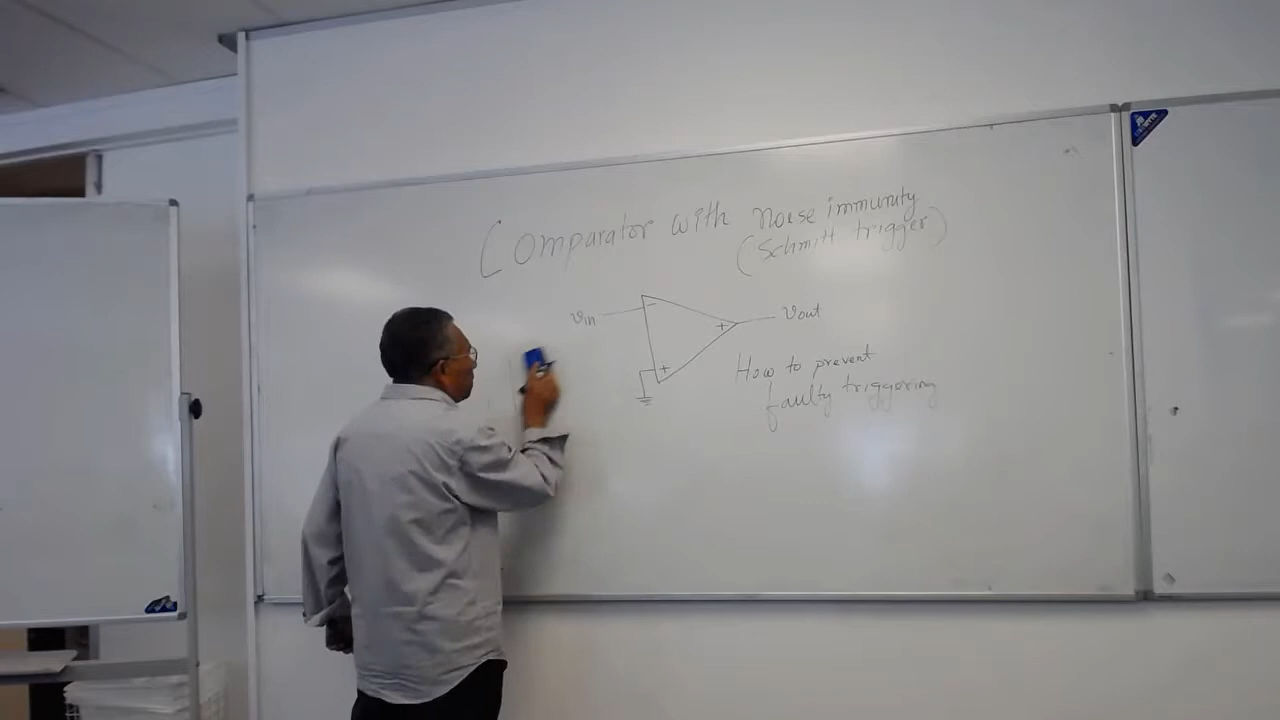 Comparator with noise immunity
(Schmitt trigger)
vin
−
+
+
vout
How to prevent
faulty triggering